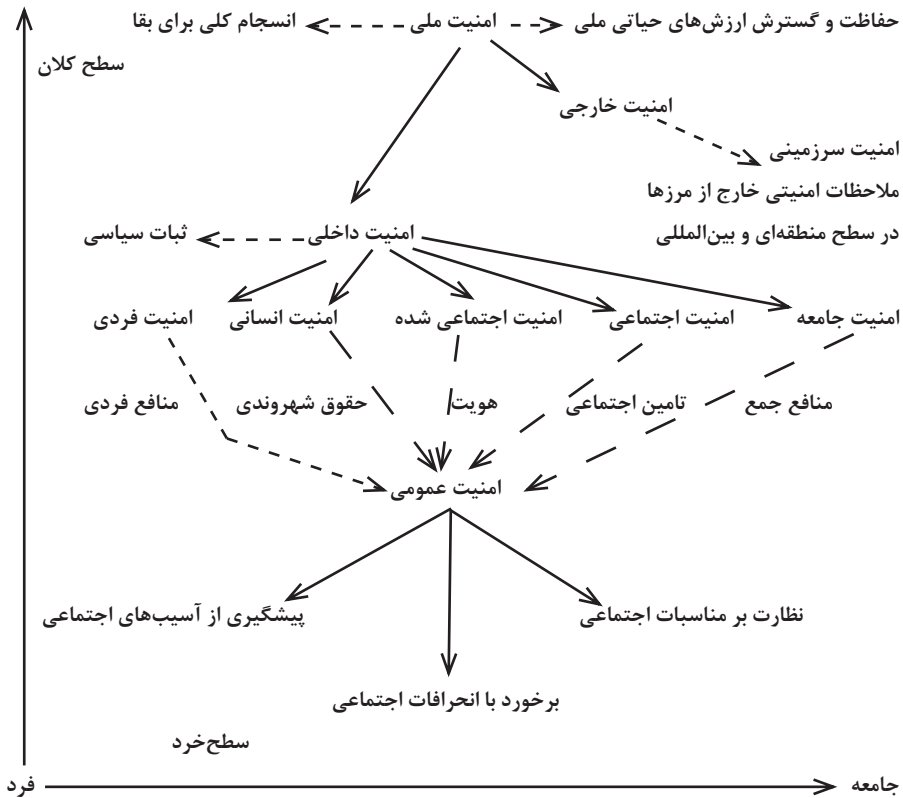 حفاظت و گسترش ارزش‌های حیاتی ملی
امنیت ملی
انسجام کلی برای بقا
سطح کلان
امنیت خارجی
امنیت سرزمینی
ملاحظات امنیتی خارج از مرزها
در سطح منطقه‌ای و بین‌المللی
امنیت داخلی
ثبات سیاسی
امنیت جامعه
امنیت اجتماعی
امنیت اجتماعی شده
امنیت انسانی
امنیت فردی
منافع جمع
تامین اجتماعی
هویت
حقوق شهروندی
منافع فردی
امنیت عمومی
نظارت بر مناسبات اجتماعی
پیشگیری از آسیب‌های اجتماعی
برخورد با انحرافات اجتماعی
سطح‌خرد
جامعه
فرد